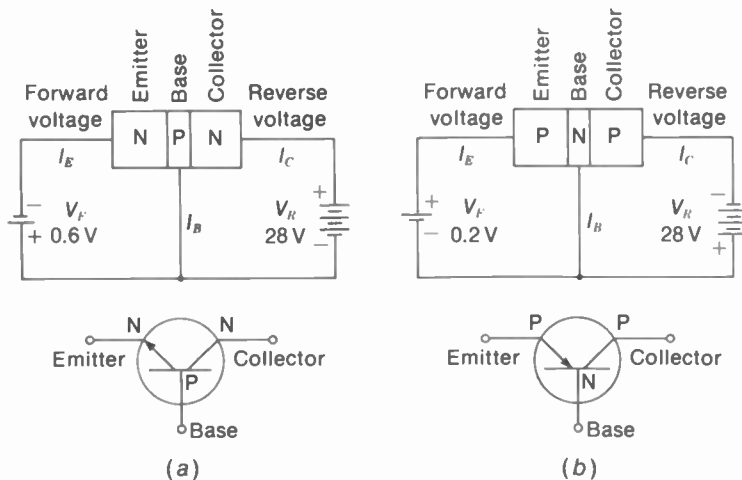 Emitter
Base
Collector
Forward voltage
Reverse voltage
N P N
I_E
I_C
− V_F
+ 0.6 V
I_B
V_R +
28 V −
N N
Emitter Collector
P
Base
(a)
Emitter
Base
Collector
Forward voltage
Reverse voltage
P N P
I_E
I_C
+ V_F
− 0.2 V
I_B
V_R −
28 V +
P P
Emitter Collector
N
Base
(b)